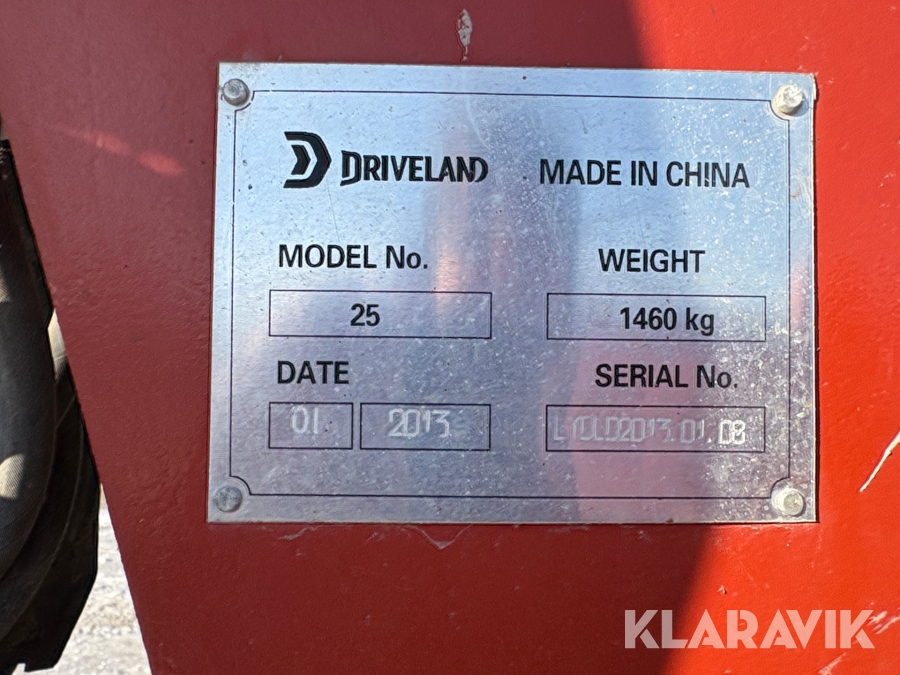 DRIVELAND MADE IN CHINA
MODEL No. WEIGHT
25 1460 kg
DATE SERIAL No.
01 2013
KLARAVIK